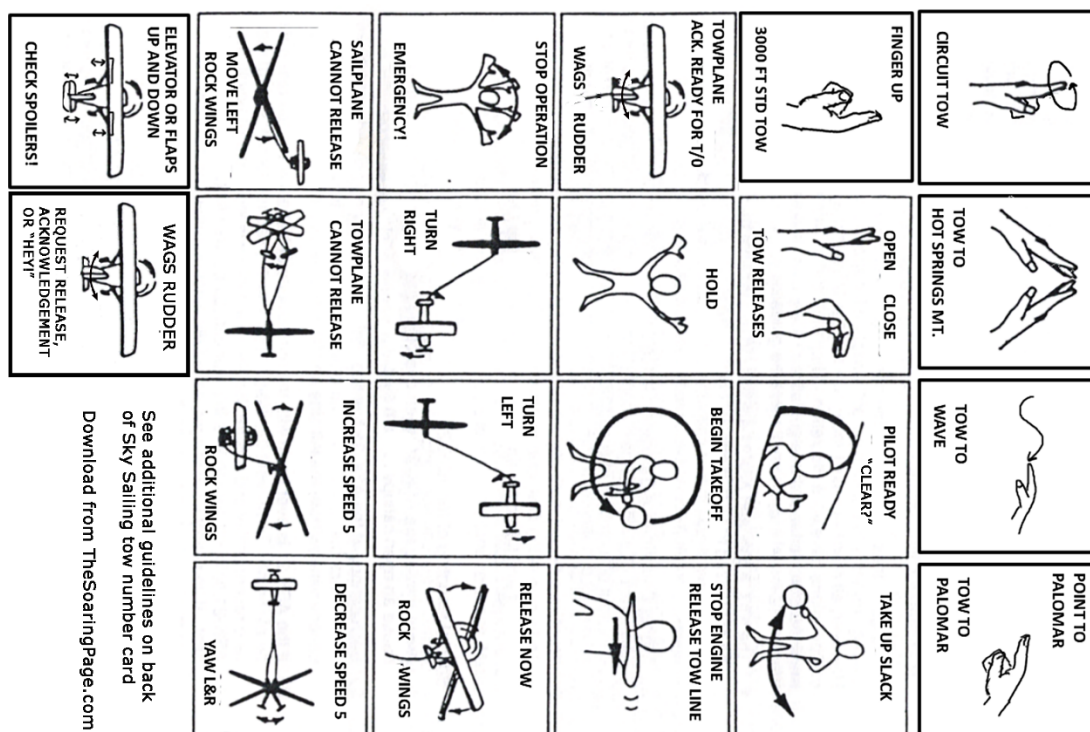 CIRCUIT TOW
TOW TO
HOT SPRINGS MT.
TOW TO
WAVE
POINT TO
PALOMAR
TOW TO
PALOMAR
FINGER UP
3000 FT STD TOW
OPEN CLOSE
TOW RELEASES
PILOT READY
"CLEAR?"
TAKE UP SLACK
TOWPLANE
ACK. READY FOR T/0
WAGS RUDDER
HOLD
BEGIN TAKEOFF
STOP ENGINE
RELEASE TOW LINE
STOP OPERATION
EMERGENCY!
TURN
RIGHT
TURN
LEFT
RELEASE NOW
ROCK WINGS
SAILPLANE
CANNOT RELEASE
MOVE LEFT
ROCK WINGS
TOWPLANE
CANNOT RELEASE
INCREASE SPEED 5
ROCK WINGS
DECREASE SPEED 5
YAW L&R
ELEVATOR OR FLAPS
UP AND DOWN
CHECK SPOILERS!
WAGS RUDDER
REQUEST RELEASE,
ACKNOWLEDGEMENT
OR "HEY!"
See additional guidelines on back
of Sky Sailing tow number card
Download from TheSoaringPage.com